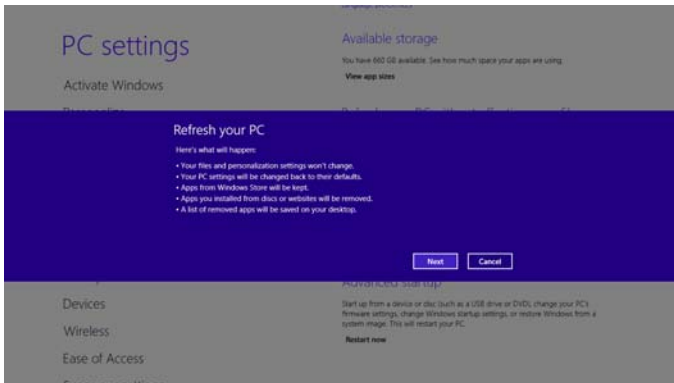 PC settings
Activate Windows
Available storage
You have 660 GB available. See how much space your apps are using.
View app sizes
Refresh your PC
Here's what will happen:
• Your files and personalization settings won't change.
• Your PC settings will be changed back to their defaults.
• Apps from Windows Store will be kept.
• Apps you installed from discs or websites will be removed.
• A list of removed apps will be saved on your desktop.
Next
Cancel
Devices
Wireless
Ease of Access
Advanced startup
Start up from a device or disc (such as a USB drive or DVD), change your PC's
firmware settings, change Windows startup settings, or restore Windows from a
system image. This will restart your PC.
Restart now